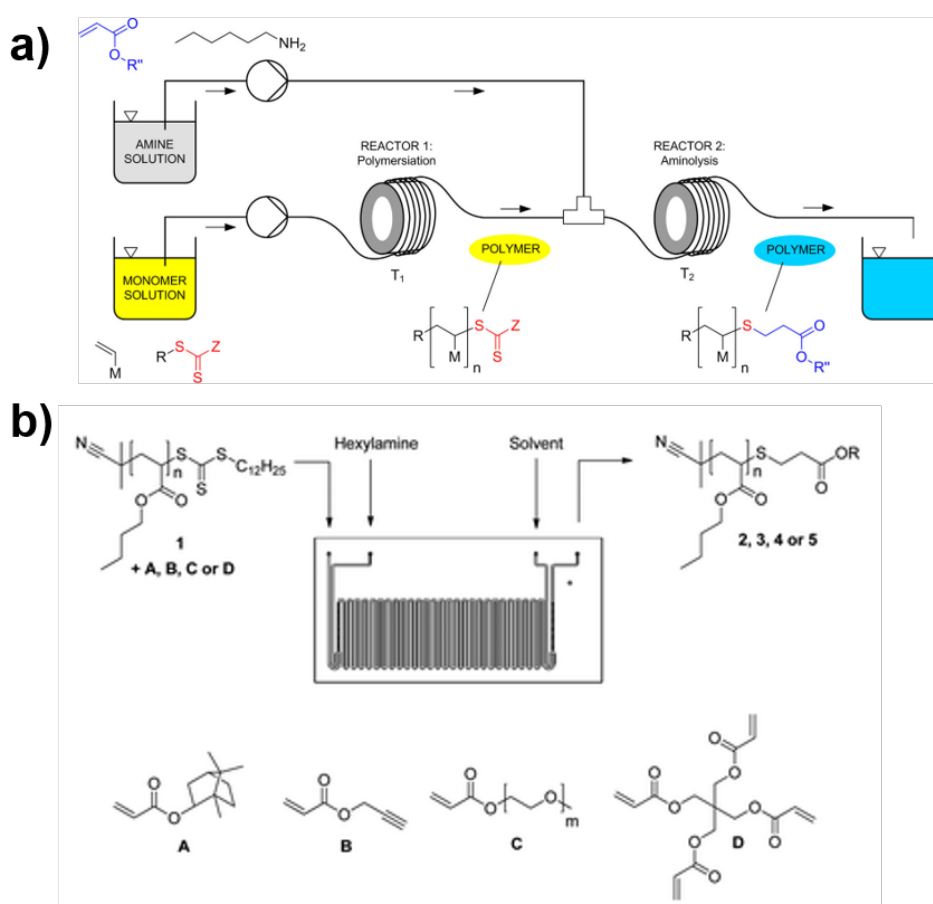 a)
O
O
R"
NH2
AMINE
SOLUTION
REACTOR 1:
Polymersiation
REACTOR 2:
Aminolysis
MONOMER
SOLUTION
T1
POLYMER
T2
POLYMER
M
R
S
Z
S
R
M
n
S
Z
S
R
M
n
S
O
O
R"
b)
N
n
S
S
C12H25
S
O
O
1
+ A, B, C or D
Hexylamine
Solvent
N
n
S
OR
O
O
O
2, 3, 4 or 5
*
O
O
A
O
O
B
O
O
O
m
C
O
O
O
O
O
O
O
O
D